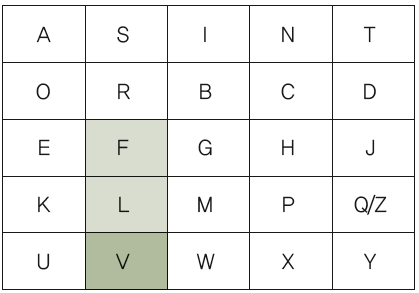 A S I N T
O R B C D
E F G H J
K L M P Q/Z
U V W X Y